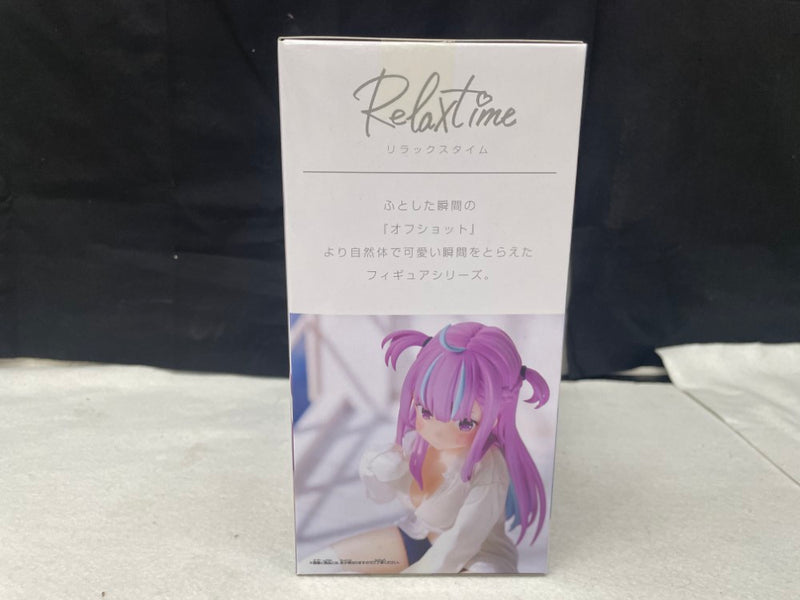 Relaxtime
リラックスタイム
ふとした瞬間の
「オフショット」
より自然体で可愛い瞬間をとらえた
フィギュアシリーズ。